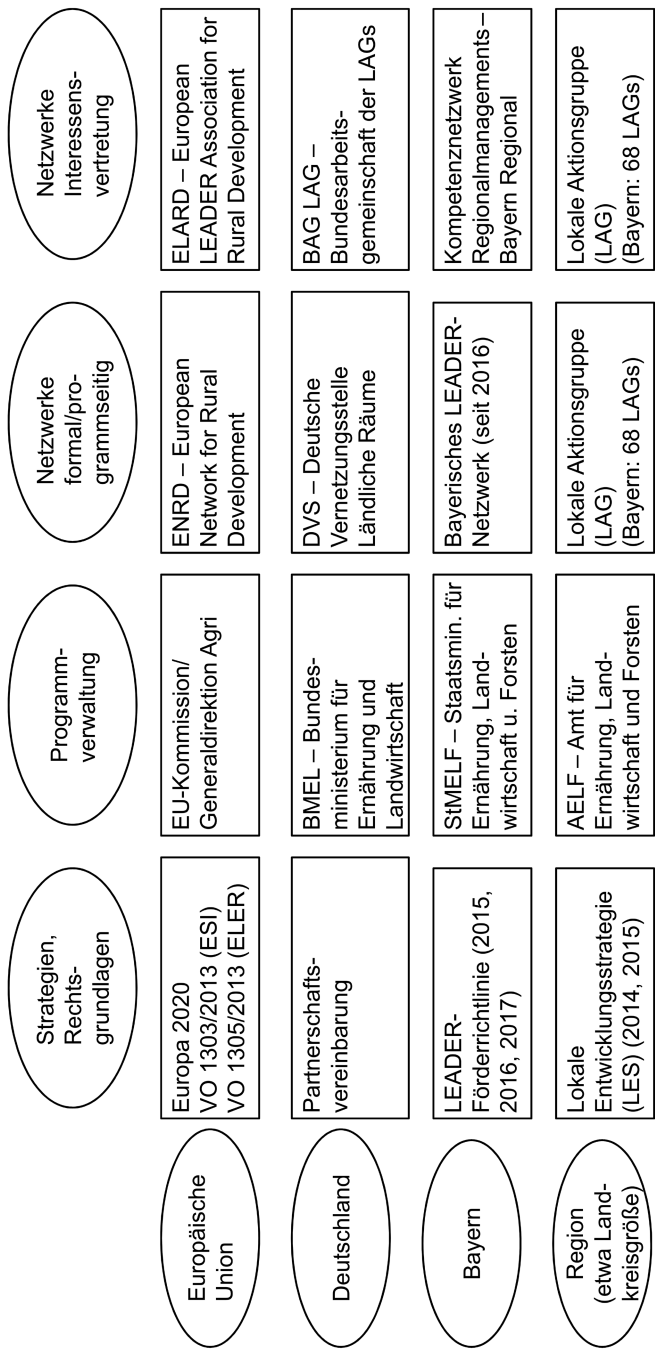 Strategien,
Rechts-
grundlagen
Programm-
verwaltung
Netzwerke
formal/pro-
grammseitig
Netzwerke
Interessens-
vertretung
Europäische
Union
Europa 2020
VO 1303/2013 (ESI)
VO 1305/2013 (ELER)
EU-Kommission/
Generaldirektion Agri
ENRD – European
Network for Rural
Development
ELARD – European
LEADER Association for
Rural Development
Deutschland
Partnerschafts-
vereinbarung
BMEL – Bundes-
ministerium für
Ernährung und
Landwirtschaft
DVS – Deutsche
Vernetzungsstelle
Ländliche Räume
BAG LAG –
Bundesarbeits-
gemeinschaft der LAGs
Bayern
LEADER-
Förderrichtlinie (2015,
2016, 2017)
StMELF – Staatsmin. für
Ernährung, Land-
wirtschaft u. Forsten
Bayerisches LEADER-
Netzwerk (seit 2016)
Kompetenznetzwerk
Regionalmanagements –
Bayern Regional
Region
(etwa Land-
kreisgröße)
Lokale
Entwicklungsstrategie
(LES) (2014, 2015)
AELF – Amt für
Ernährung, Land-
wirtschaft und Forsten
Lokale Aktionsgruppe
(LAG)
(Bayern: 68 LAGs)
Lokale Aktionsgruppe
(LAG)
(Bayern: 68 LAGs)